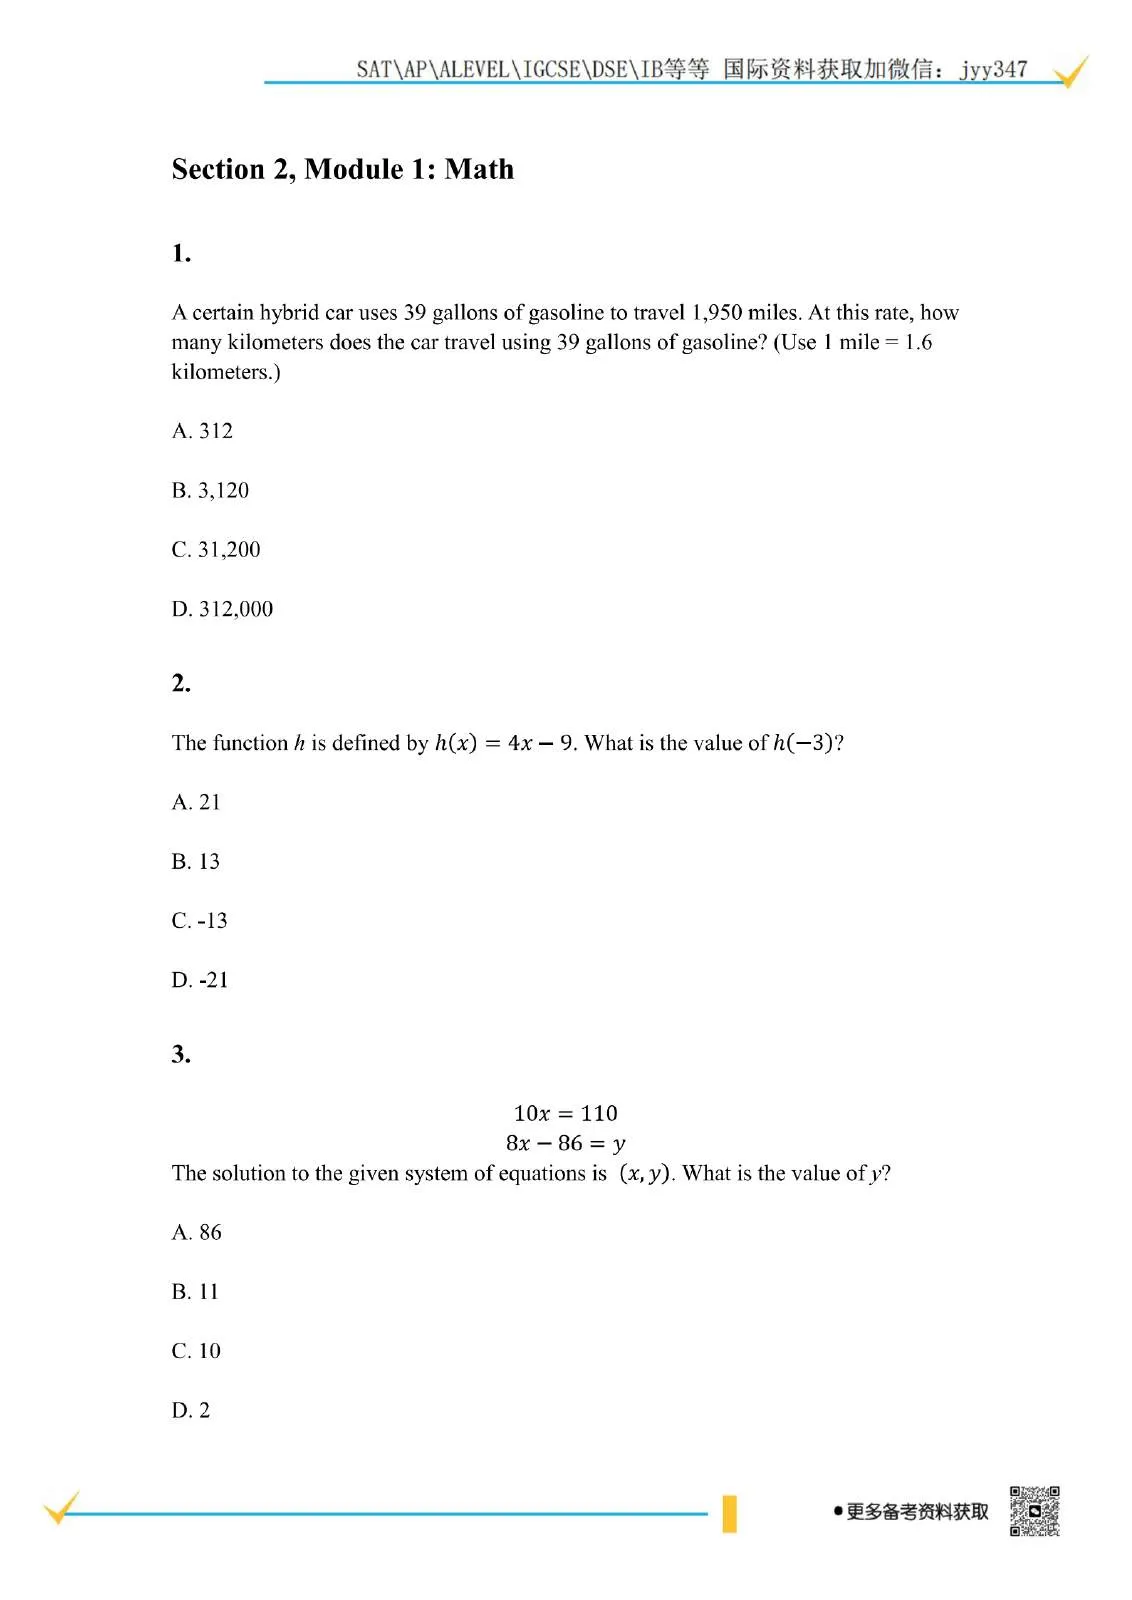 SAT\AP\ALEVEL\IGCSE\DSE\IB等等 国际资料获取加微信：jyy347
Section 2, Module 1: Math
1.
A certain hybrid car uses 39 gallons of gasoline to travel 1,950 miles. At this rate, how
many kilometers does the car travel using 39 gallons of gasoline? (Use 1 mile = 1.6
kilometers.)
A. 312
B. 3,120
C. 31,200
D. 312,000
2.
The function h is defined by h(x) = 4x − 9. What is the value of h(−3)?
A. 21
B. 13
C. -13
D. -21
3.
10x = 110
8x − 86 = y
The solution to the given system of equations is (x, y). What is the value of y?
A. 86
B. 11
C. 10
D. 2
•更多备考资料获取